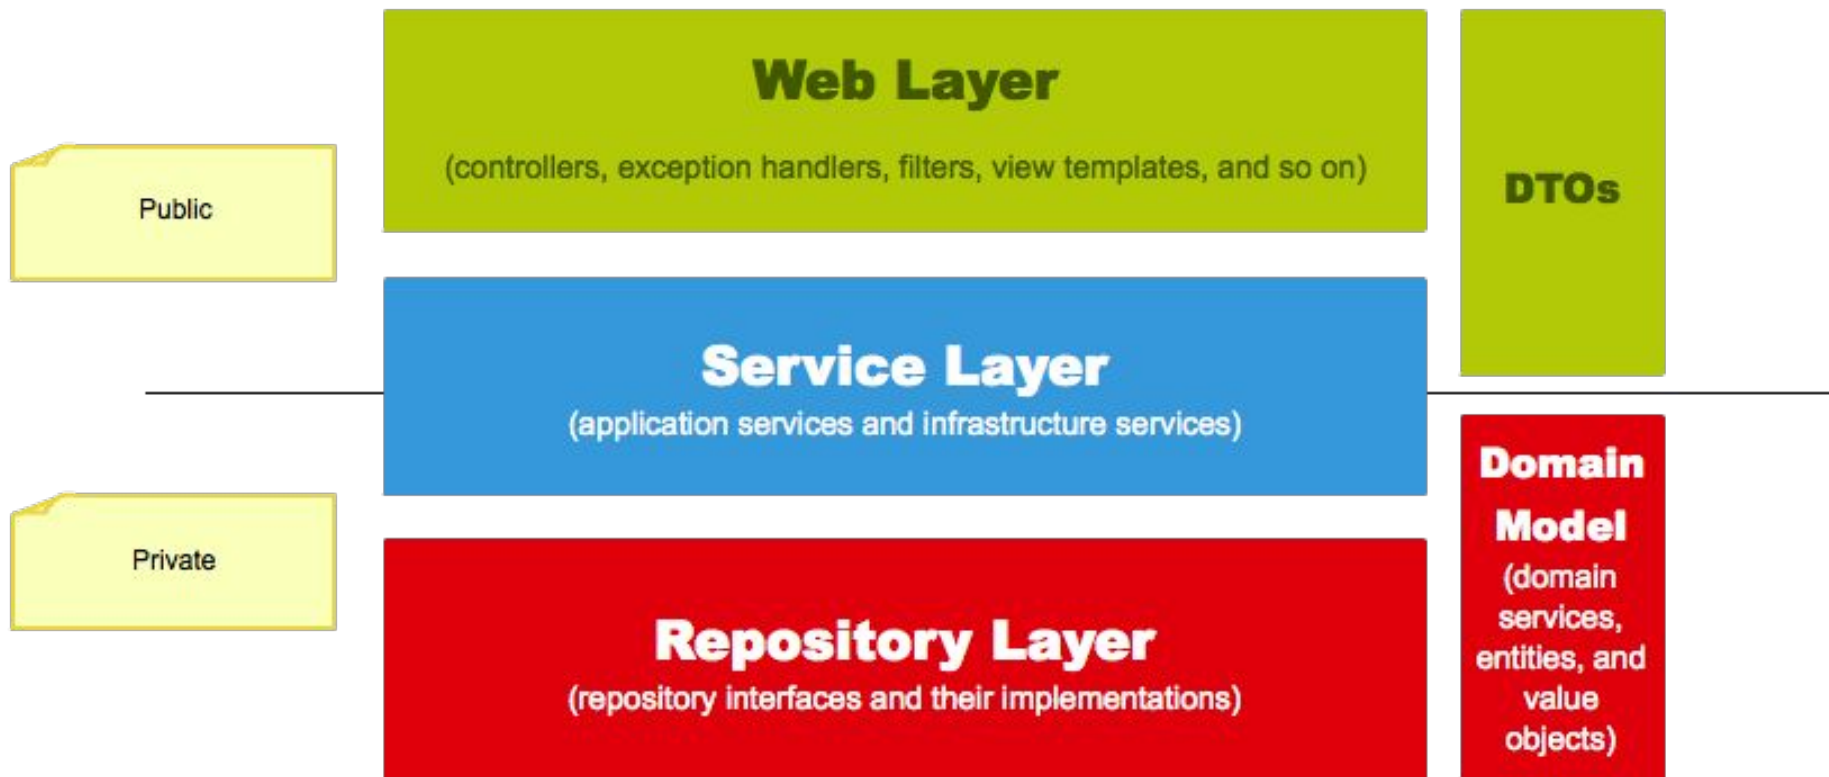 Web Layer
(controllers, exception handlers, filters, view templates, and so on)
DTOs
Public
Service Layer
(application services and infrastructure services)
Domain
Model
(domain
services,
entities, and
value
objects)
Private
Repository Layer
(repository interfaces and their implementations)